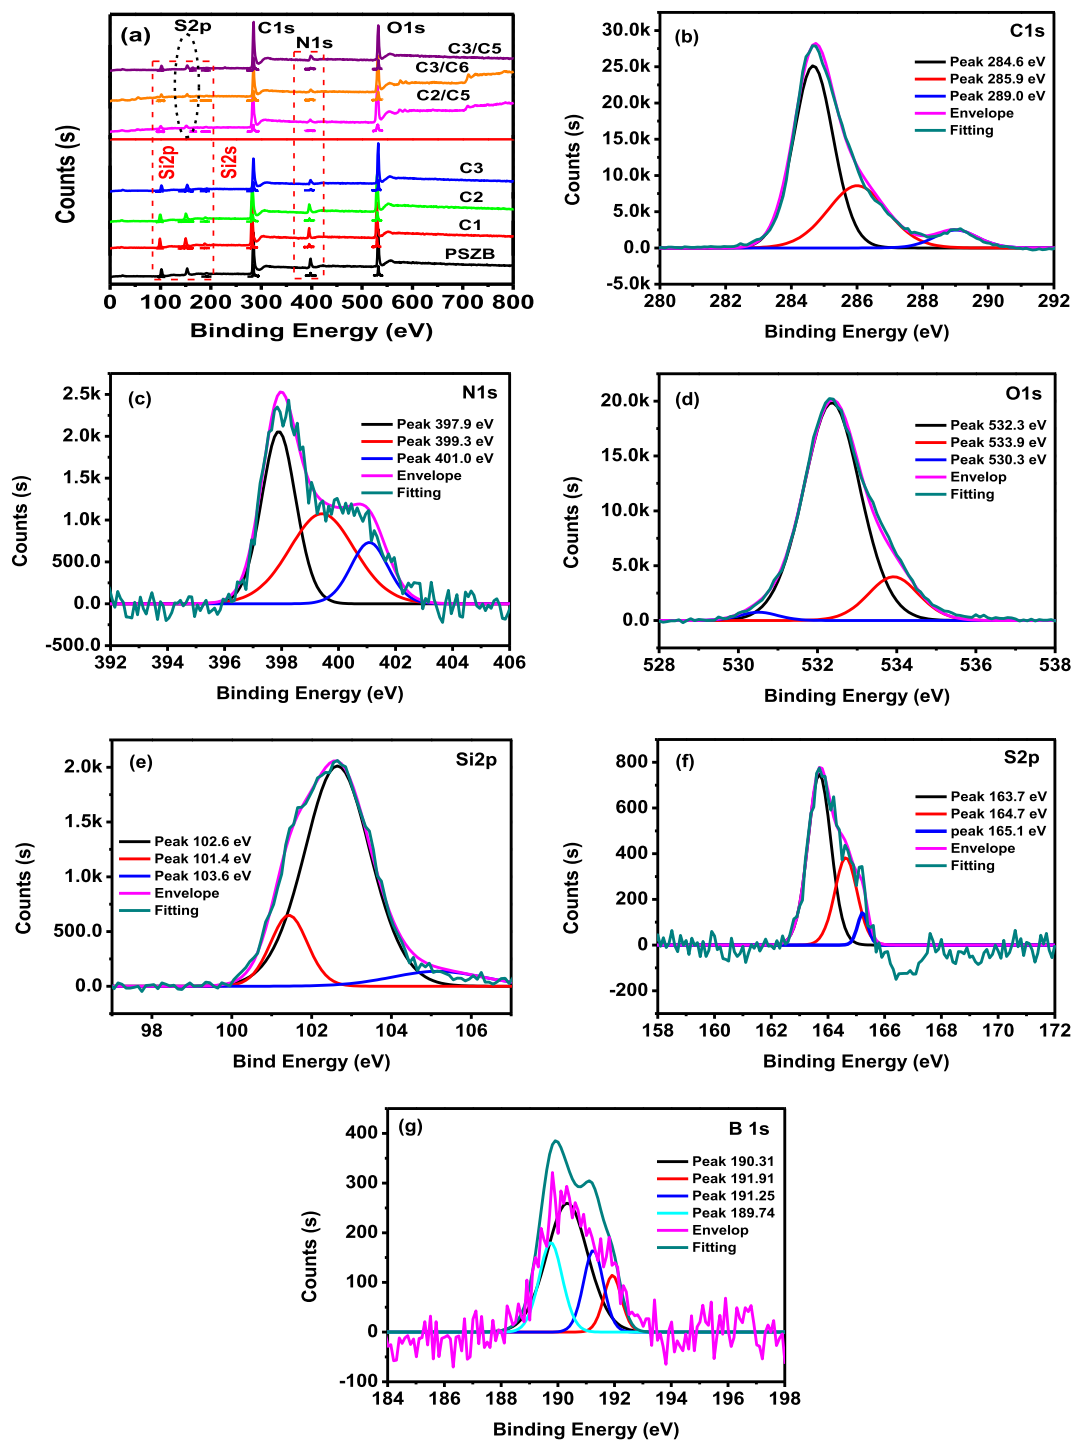 (a)
S2p
C1s
N1s
O1s
C3/C5
C3/C6
C2/C5
Si2p
Si2s
C3
C2
C1
PSZB
Counts (s)
0 100 200 300 400 500 600 700 800
Binding Energy (eV)
(b)
C1s
Peak 284.6 eV
Peak 285.9 eV
Peak 289.0 eV
Envelope
Fitting
30.0k
25.0k
20.0k
15.0k
10.0k
5.0k
0.0
-5.0k
Counts (s)
280 282 284 286 288 290 292
Binding Energy (eV)
(c)
N1s
Peak 397.9 eV
Peak 399.3 eV
Peak 401.0 eV
Envelope
Fitting
2.5k
2.0k
1.5k
1.0k
500.0
0.0
-500.0
Counts (s)
392 394 396 398 400 402 404 406
Binding Energy (eV)
(d)
O1s
Peak 532.3 eV
Peak 533.9 eV
Peak 530.3 eV
Envelop
Fitting
20.0k
15.0k
10.0k
5.0k
0.0
Counts (s)
528 530 532 534 536 538
Binding Energy (eV)
(e)
Si2p
Peak 102.6 eV
Peak 101.4 eV
Peak 103.6 eV
Envelope
Fitting
2.0k
1.5k
1.0k
500.0
0.0
Counts (s)
98 100 102 104 106
Bind Energy (eV)
(f)
S2p
Peak 163.7 eV
Peak 164.7 eV
peak 165.1 eV
Envelope
Fitting
800
600
400
200
0
-200
Counts (s)
158 160 162 164 166 168 170 172
Binding Energy (eV)
(g)
B 1s
Peak 190.31
Peak 191.91
Peak 191.25
Peak 189.74
Envelop
Fitting
400
300
200
100
0
-100
Counts (s)
184 186 188 190 192 194 196 198
Binding Energy (eV)